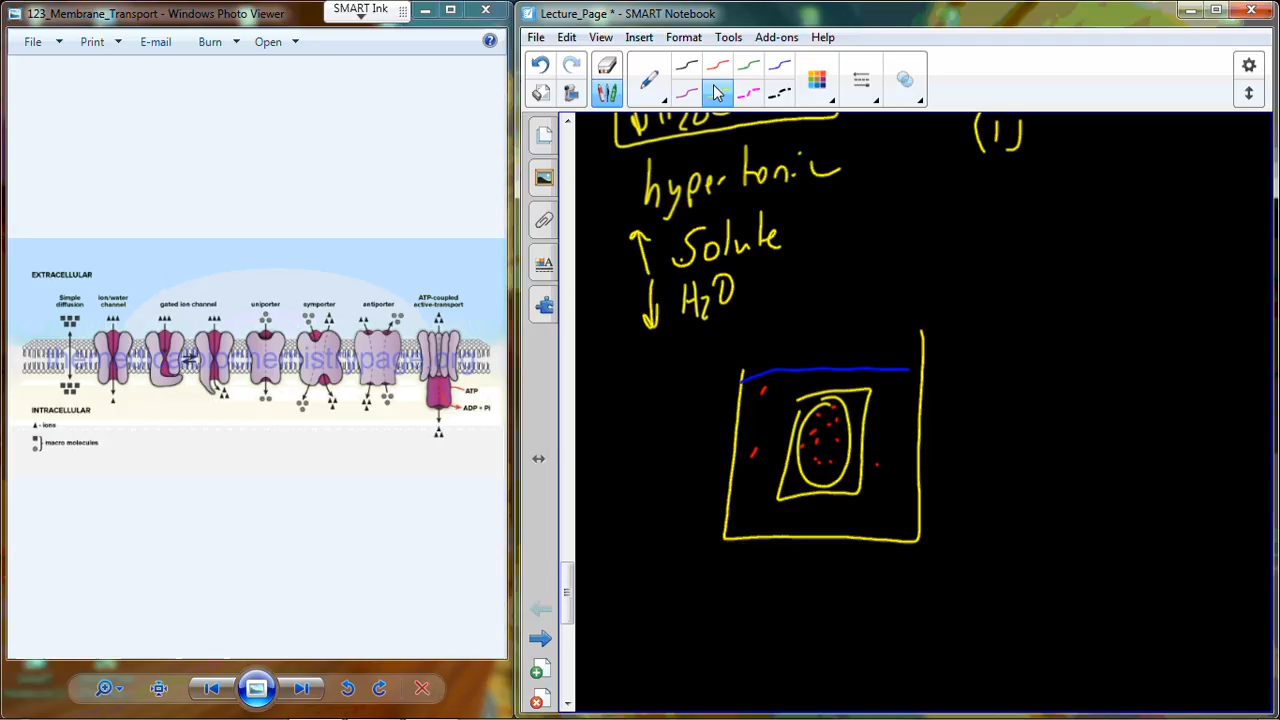 123_Membrane_Transport - Windows Photo Viewer
SMART Ink
File Print E-mail Burn Open
EXTRACELLULAR
Simple diffusion
ion/water channel
gated ion channel
uniporter
symporter
antiporter
ATP-coupled active-transport
themedicalbiochemistrypage.org
ATP
ADP + Pi
INTRACELLULAR
- ions
macro molecules
Lecture_Page * - SMART Notebook
File Edit View Insert Format Tools Add-ons Help
(1)
hypertonic
↑ Solute
↓ H2O